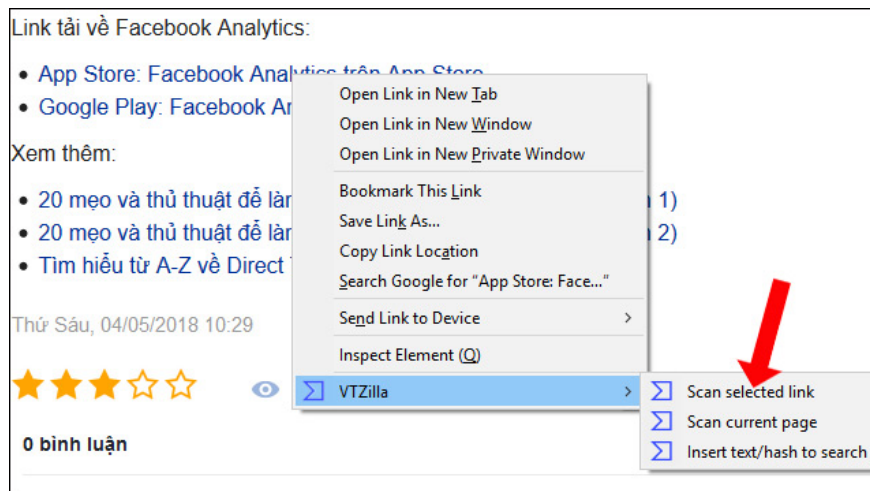 Link tải về Facebook Analytics:
App Store: Facebook Analytics trên App Store
Google Play: Facebook An
Xem thêm:
20 mẹo và thủ thuật để làm 1)
20 mẹo và thủ thuật để làm 2)
Tìm hiểu từ A-Z về Direct
Thứ Sáu, 04/05/2018 10:29
0 bình luận
Open Link in New Tab
Open Link in New Window
Open Link in New Private Window
Bookmark This Link
Save Link As...
Copy Link Location
Search Google for “App Store: Face...”
Send Link to Device
Inspect Element (Q)
VTZilla
Scan selected link
Scan current page
Insert text/hash to search